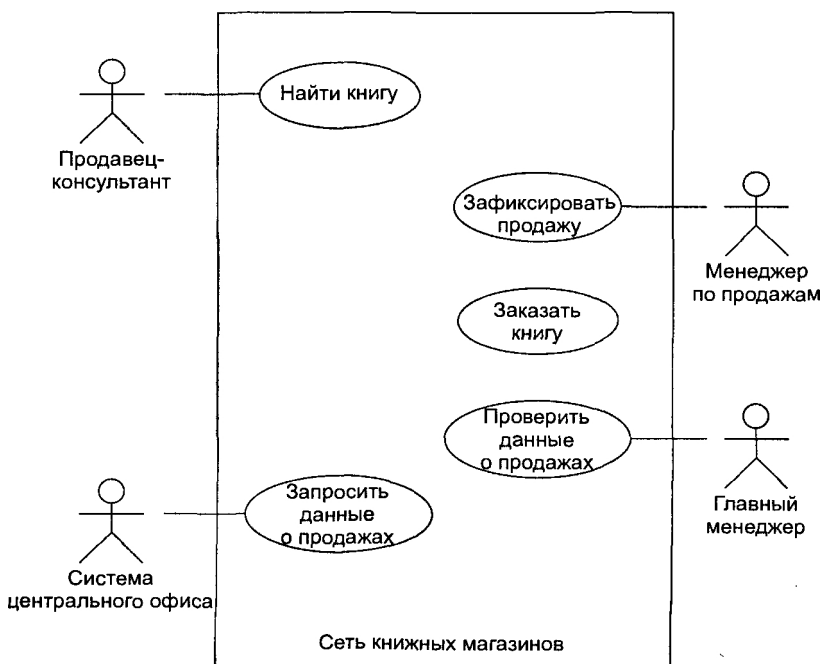 Найти книгу
Продавец-
консультант
Зафиксировать
продажу
Менеджер
по продажам
Заказать
книгу
Проверить
данные
о продажах
Главный
менеджер
Запросить
данные
о продажах
Система
центрального офиса
Сеть книжных магазинов